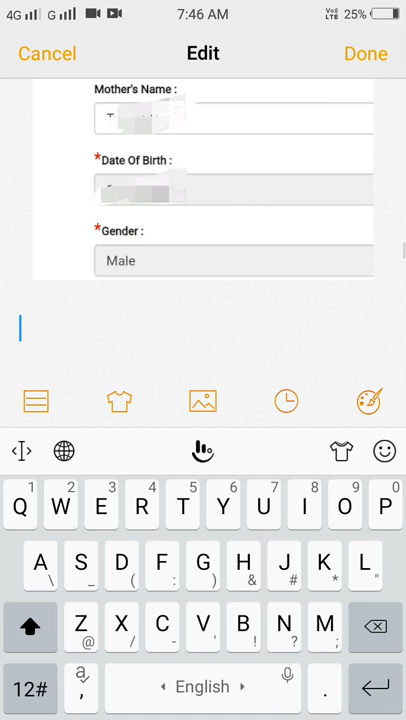 4G G 7:46 AM Vo)) LTE 25%
Cancel Edit Done
Mother's Name :
*Date Of Birth :
*Gender :
Male
1 2 3 4 5 6 7 8 9 0
Q W E R T Y U I O P
A S D F G H J K L
\ _ ( : ) & # * "
Z X C V B N M
@ / - ' ! ? ;
12# a , English .